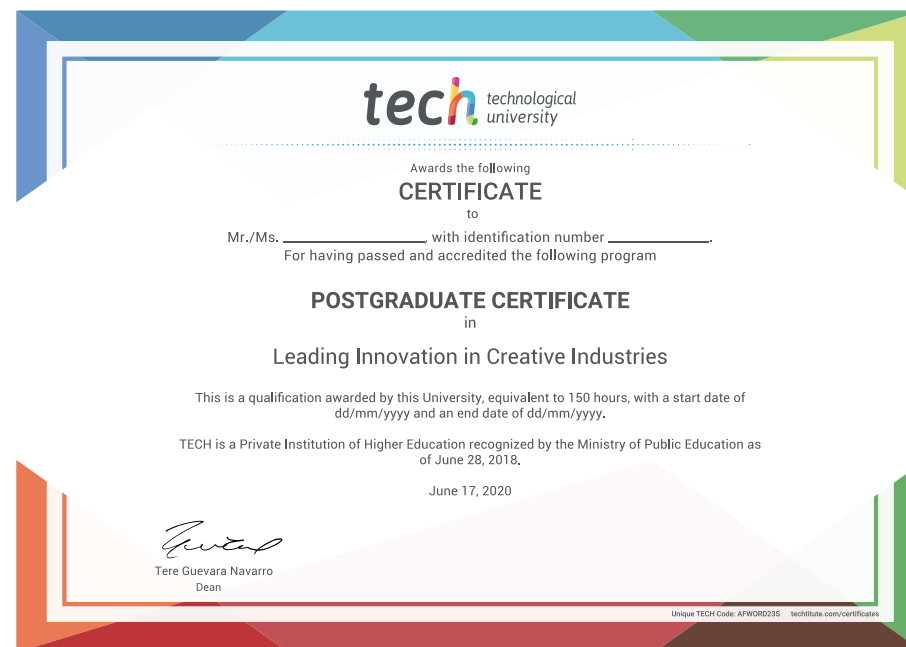 tech technological
university
Awards the following
CERTIFICATE
to
Mr./Ms. ____________, with identification number ____________.
For having passed and accredited the following program
POSTGRADUATE CERTIFICATE
in
Leading Innovation in Creative Industries
This is a qualification awarded by this University, equivalent to 150 hours, with a start date of
dd/mm/yyyy and an end date of dd/mm/yyyy.
TECH is a Private Institution of Higher Education recognized by the Ministry of Public Education as
of June 28, 2018.
June 17, 2020
Tere Guevara Navarro
Dean
Unique TECH Code: AFWORD23S techtitute.com/certificates